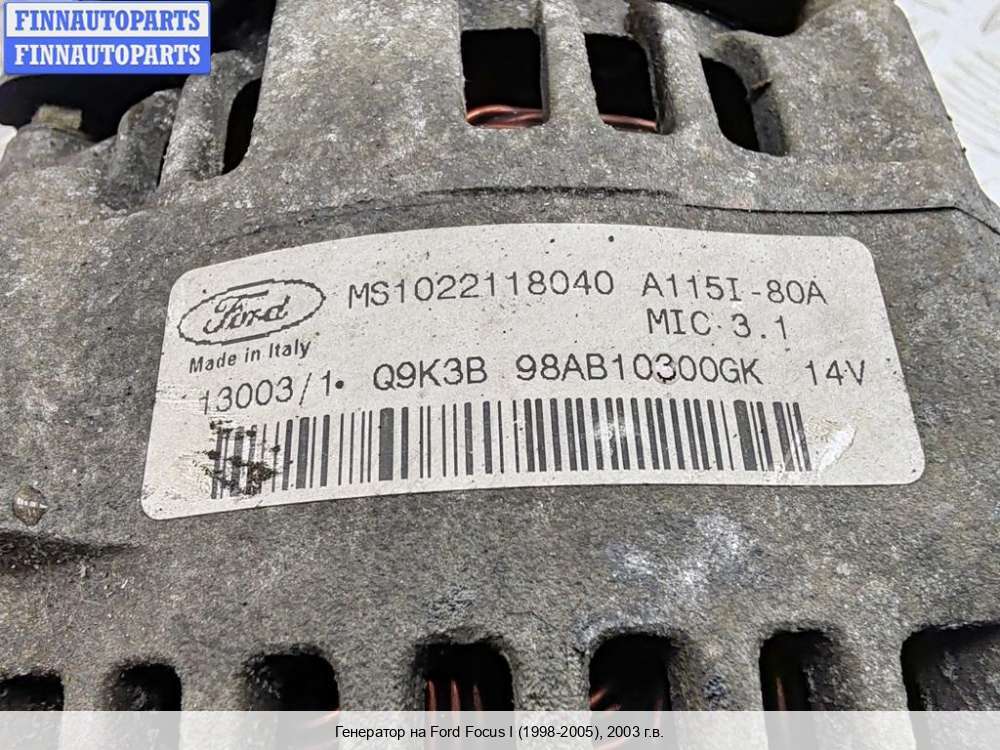 FINNAUTOPARTS
FINNAUTOPARTS
Ford
Made in Italy
MS1022118040 A115I-80A
MIC 3.1
13003/1• Q9K3B 98AB10300GK 14V
Генератор на Ford Focus I (1998-2005), 2003 г.в.